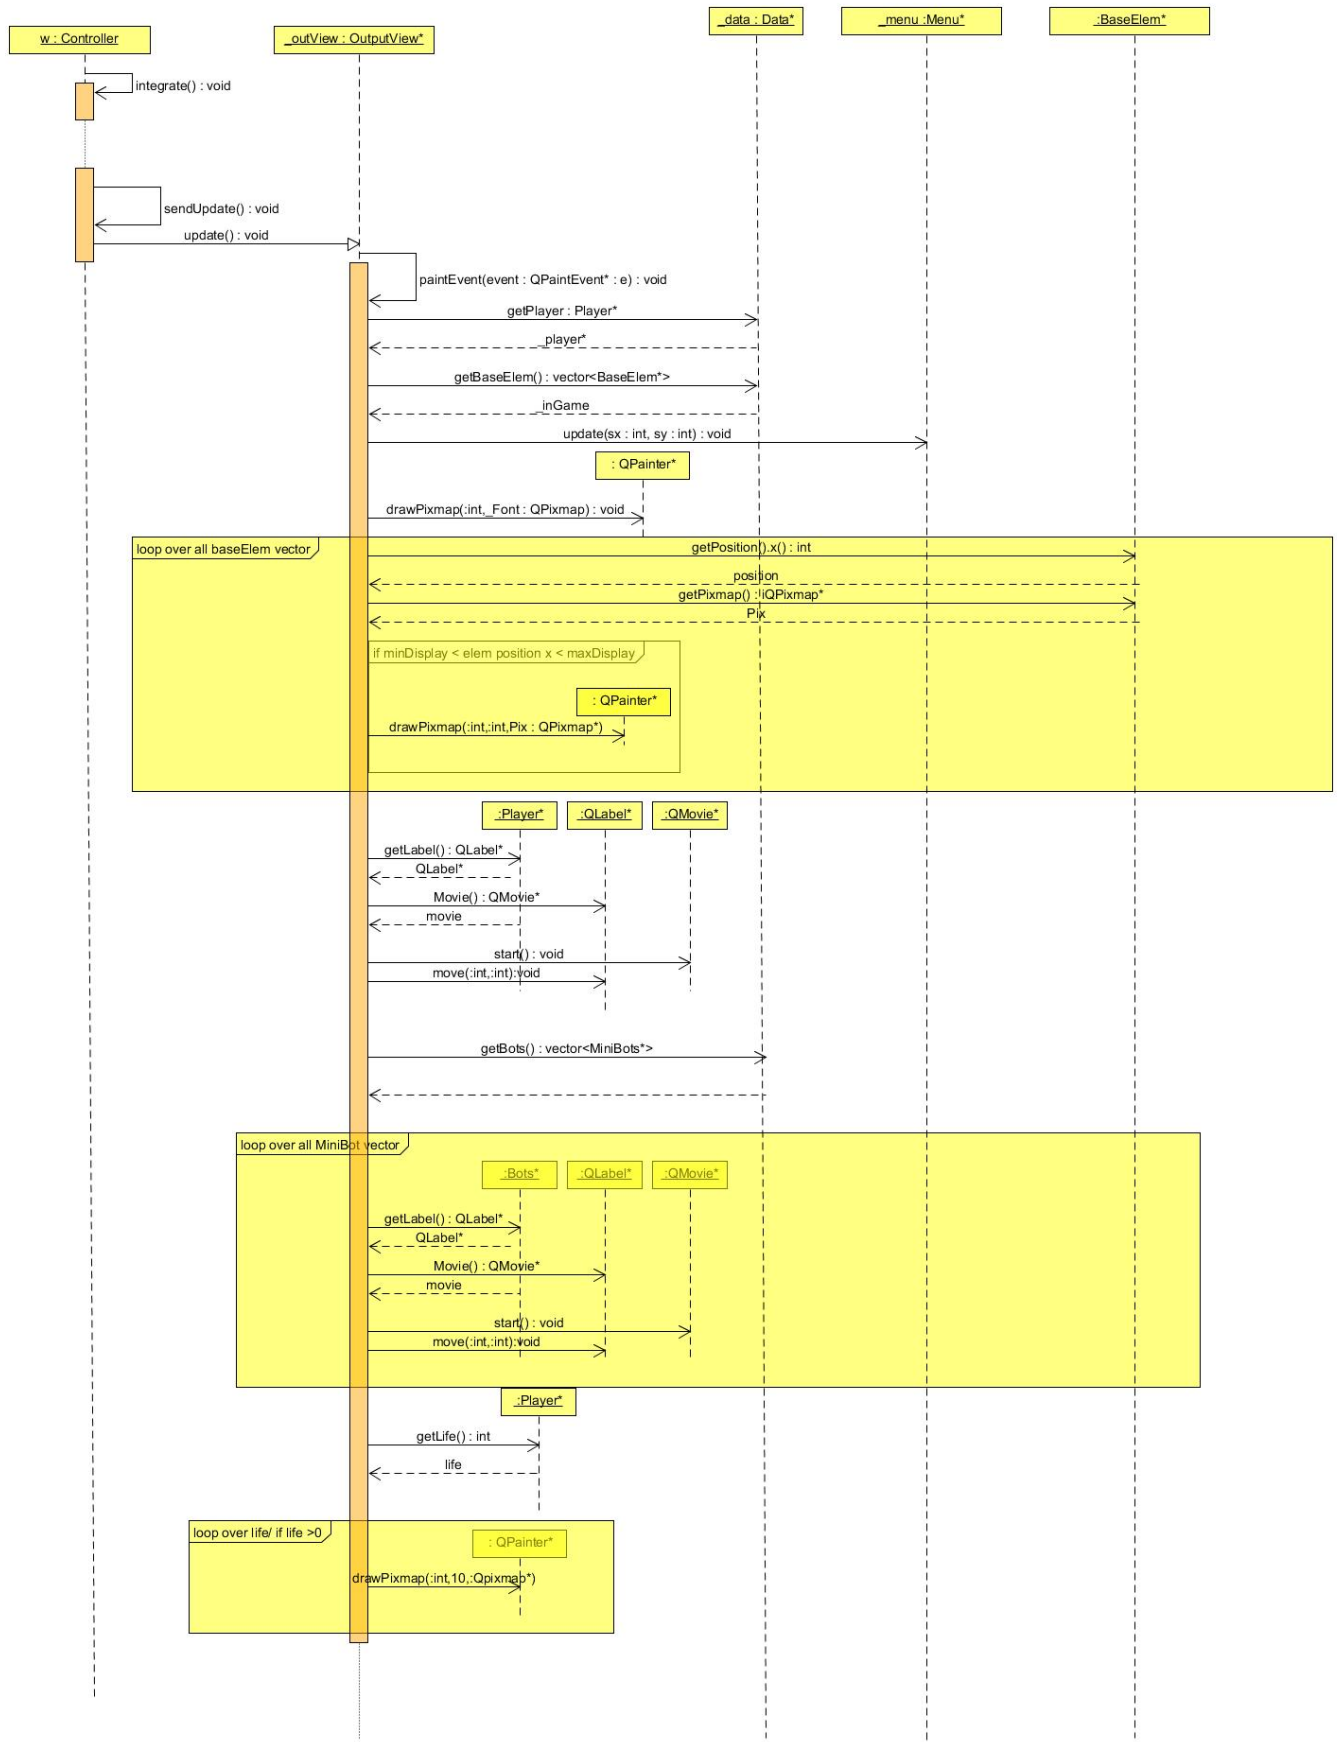 _data : Data*
_menu :Menu*
:BaseElem*
w : Controller
_outView : OutputView*
integrate() : void
sendUpdate() : void
update() : void
paintEvent(event : QPaintEvent* : e) : void
getPlayer : Player*
_player*
getBaseElem() : vector<BaseElem*>
_inGame
update(sx : int, sy : int) : void
: QPainter*
drawPixmap(:int,_Font : QPixmap) : void
loop over all baseElem vector
getPosition().x() : int
position
getPixmap() : iQPixmap*
Pix
if minDisplay < elem position x < maxDisplay
: QPainter*
drawPixmap(:int,:int,Pix : QPixmap*)
:Player*
:QLabel*
:QMovie*
getLabel() : QLabel*
QLabel*
Movie() : QMovie*
movie
start() : void
move(:int,:int):void
getBots() : vector<MiniBots*>
loop over all MiniBot vector
:Bots*
:QLabel*
:QMovie*
getLabel() : QLabel*
QLabel*
Movie() : QMovie*
movie
start() : void
move(:int,:int):void
:Player*
getLife() : int
life
loop over life/ if life >0
: QPainter*
drawPixmap(:int,10,:Qpixmap*)